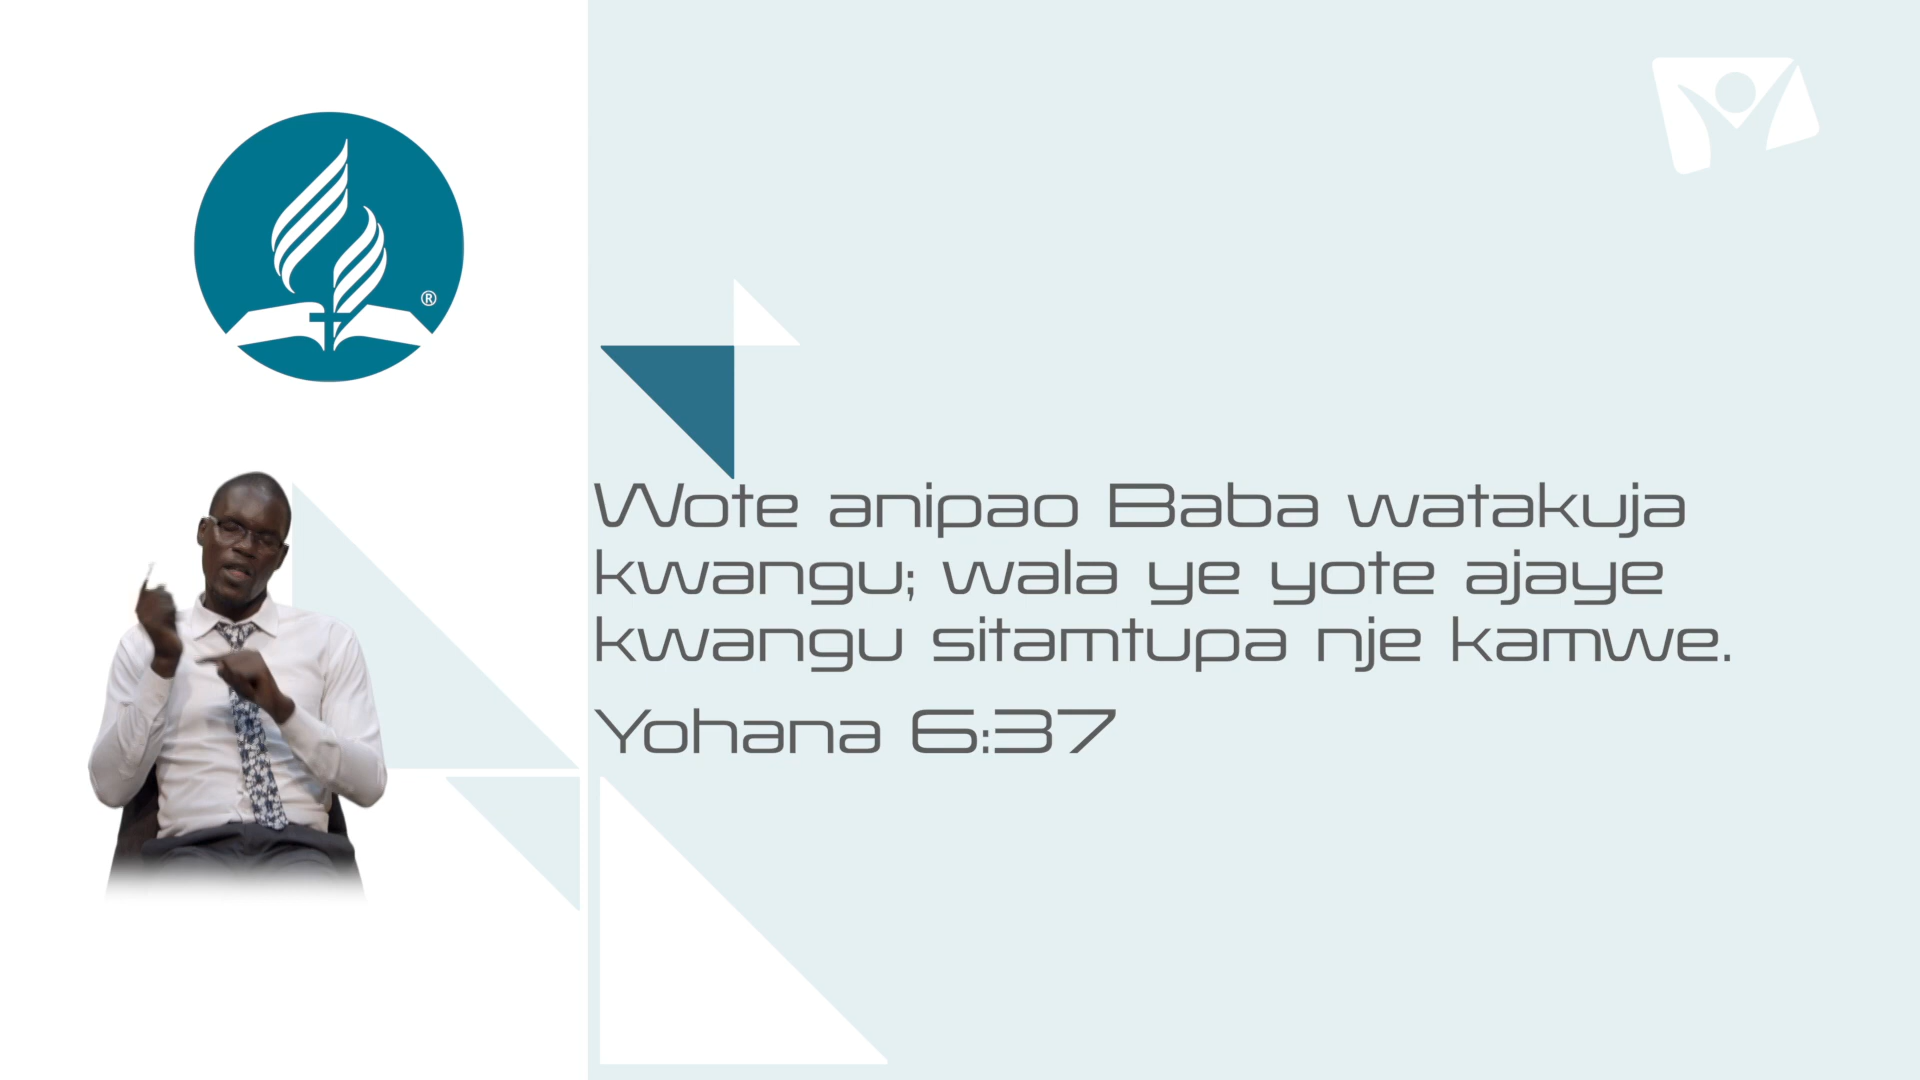 ®
Wote anipao Baba watakuja
kwangu; wala ye yote ajaye
kwangu sitamtupa nje kamwe.
Yohana 6:37